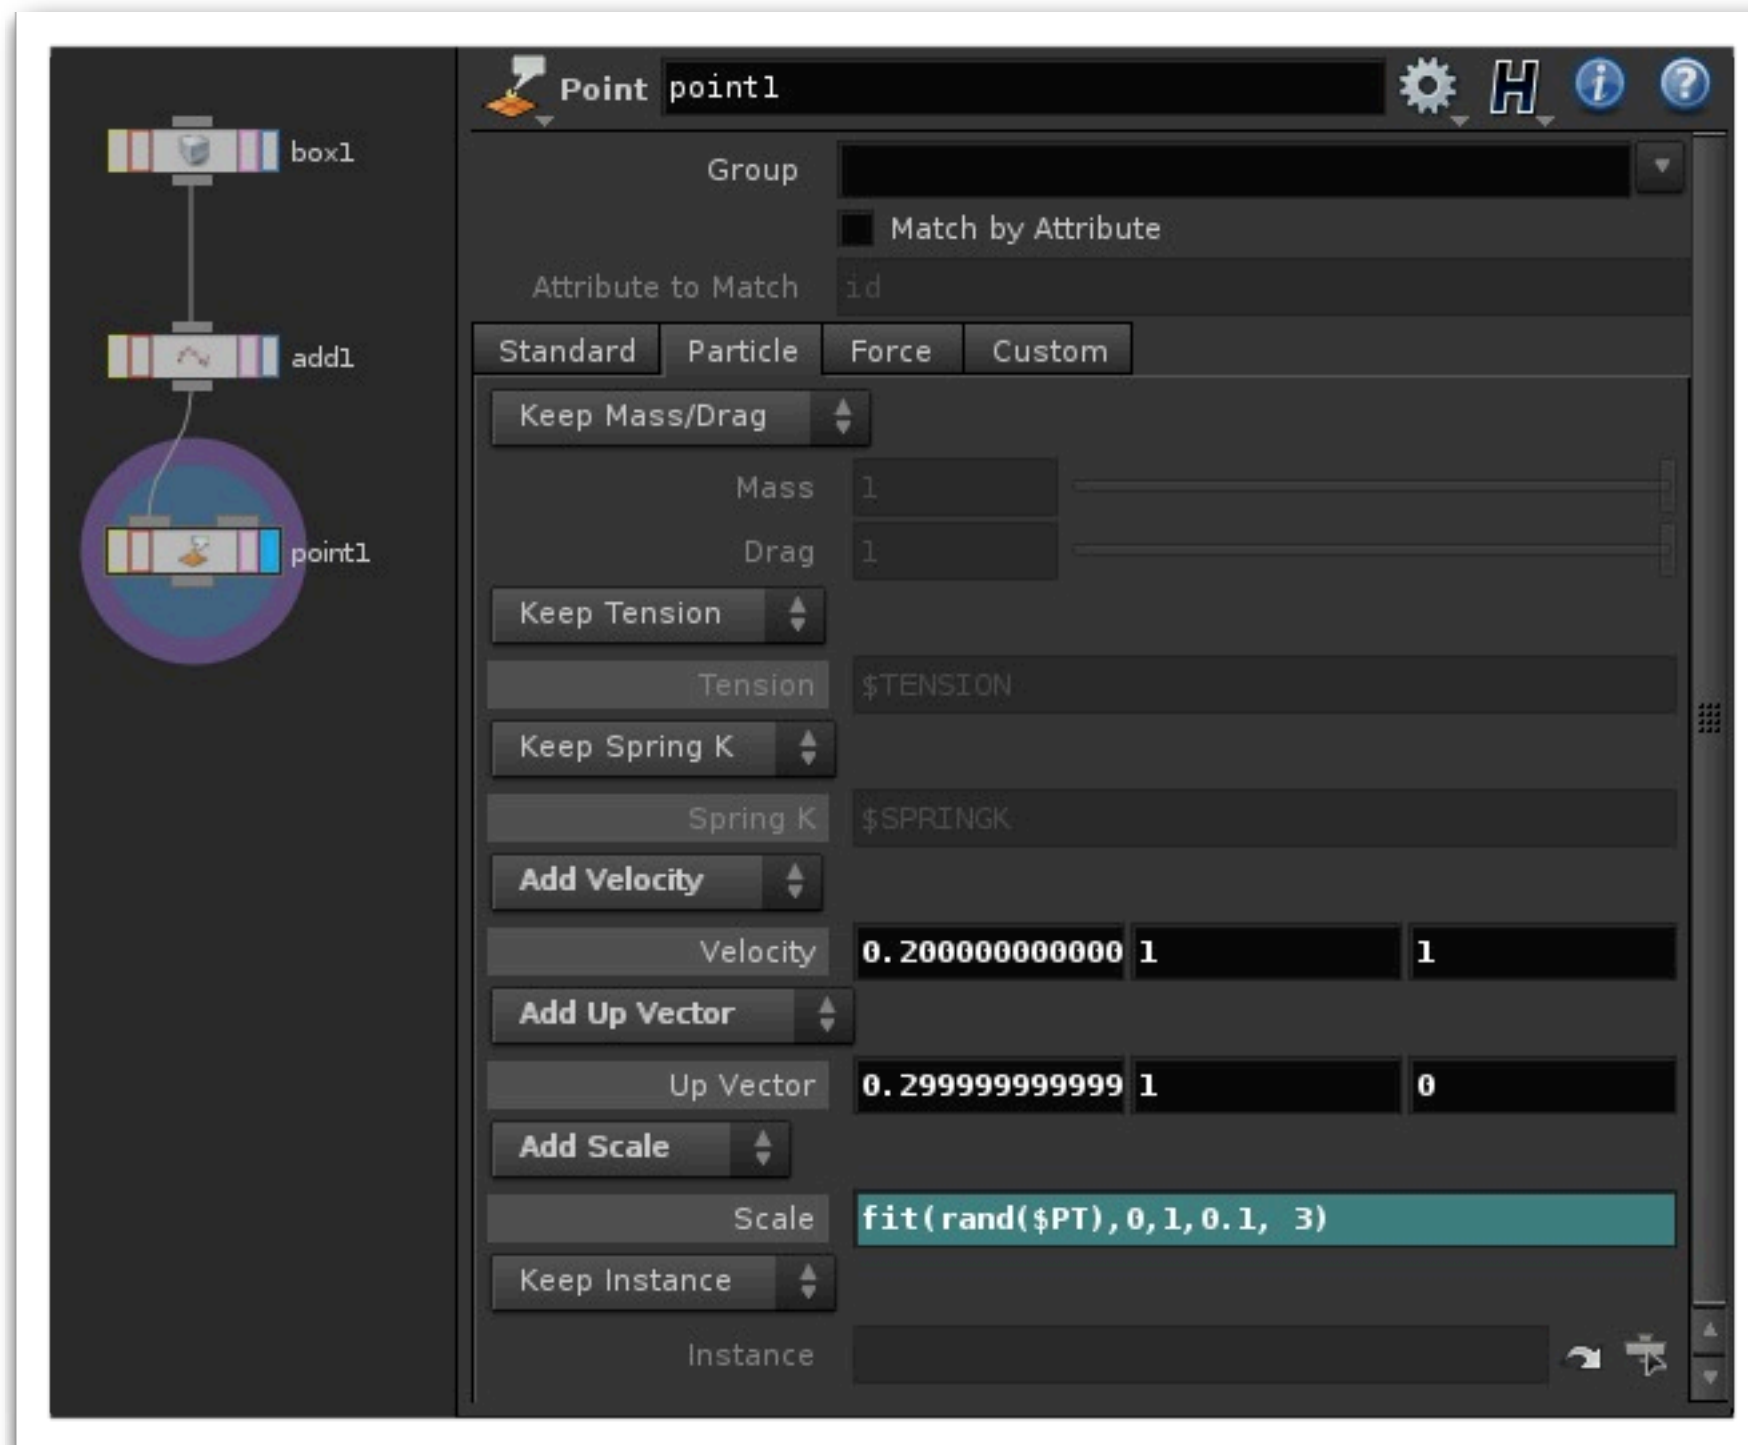 box1
add1
point1
Point point1
Group
Match by Attribute
Attribute to Match id
Standard Particle Force Custom
Keep Mass/Drag
Mass 1
Drag 1
Keep Tension
Tension $TENSION
Keep Spring K
Spring K $SPRINGK
Add Velocity
Velocity 0.200000000000 1 1
Add Up Vector
Up Vector 0.299999999999 1 0
Add Scale
Scale fit(rand($PT),0,1,0.1, 3)
Keep Instance
Instance